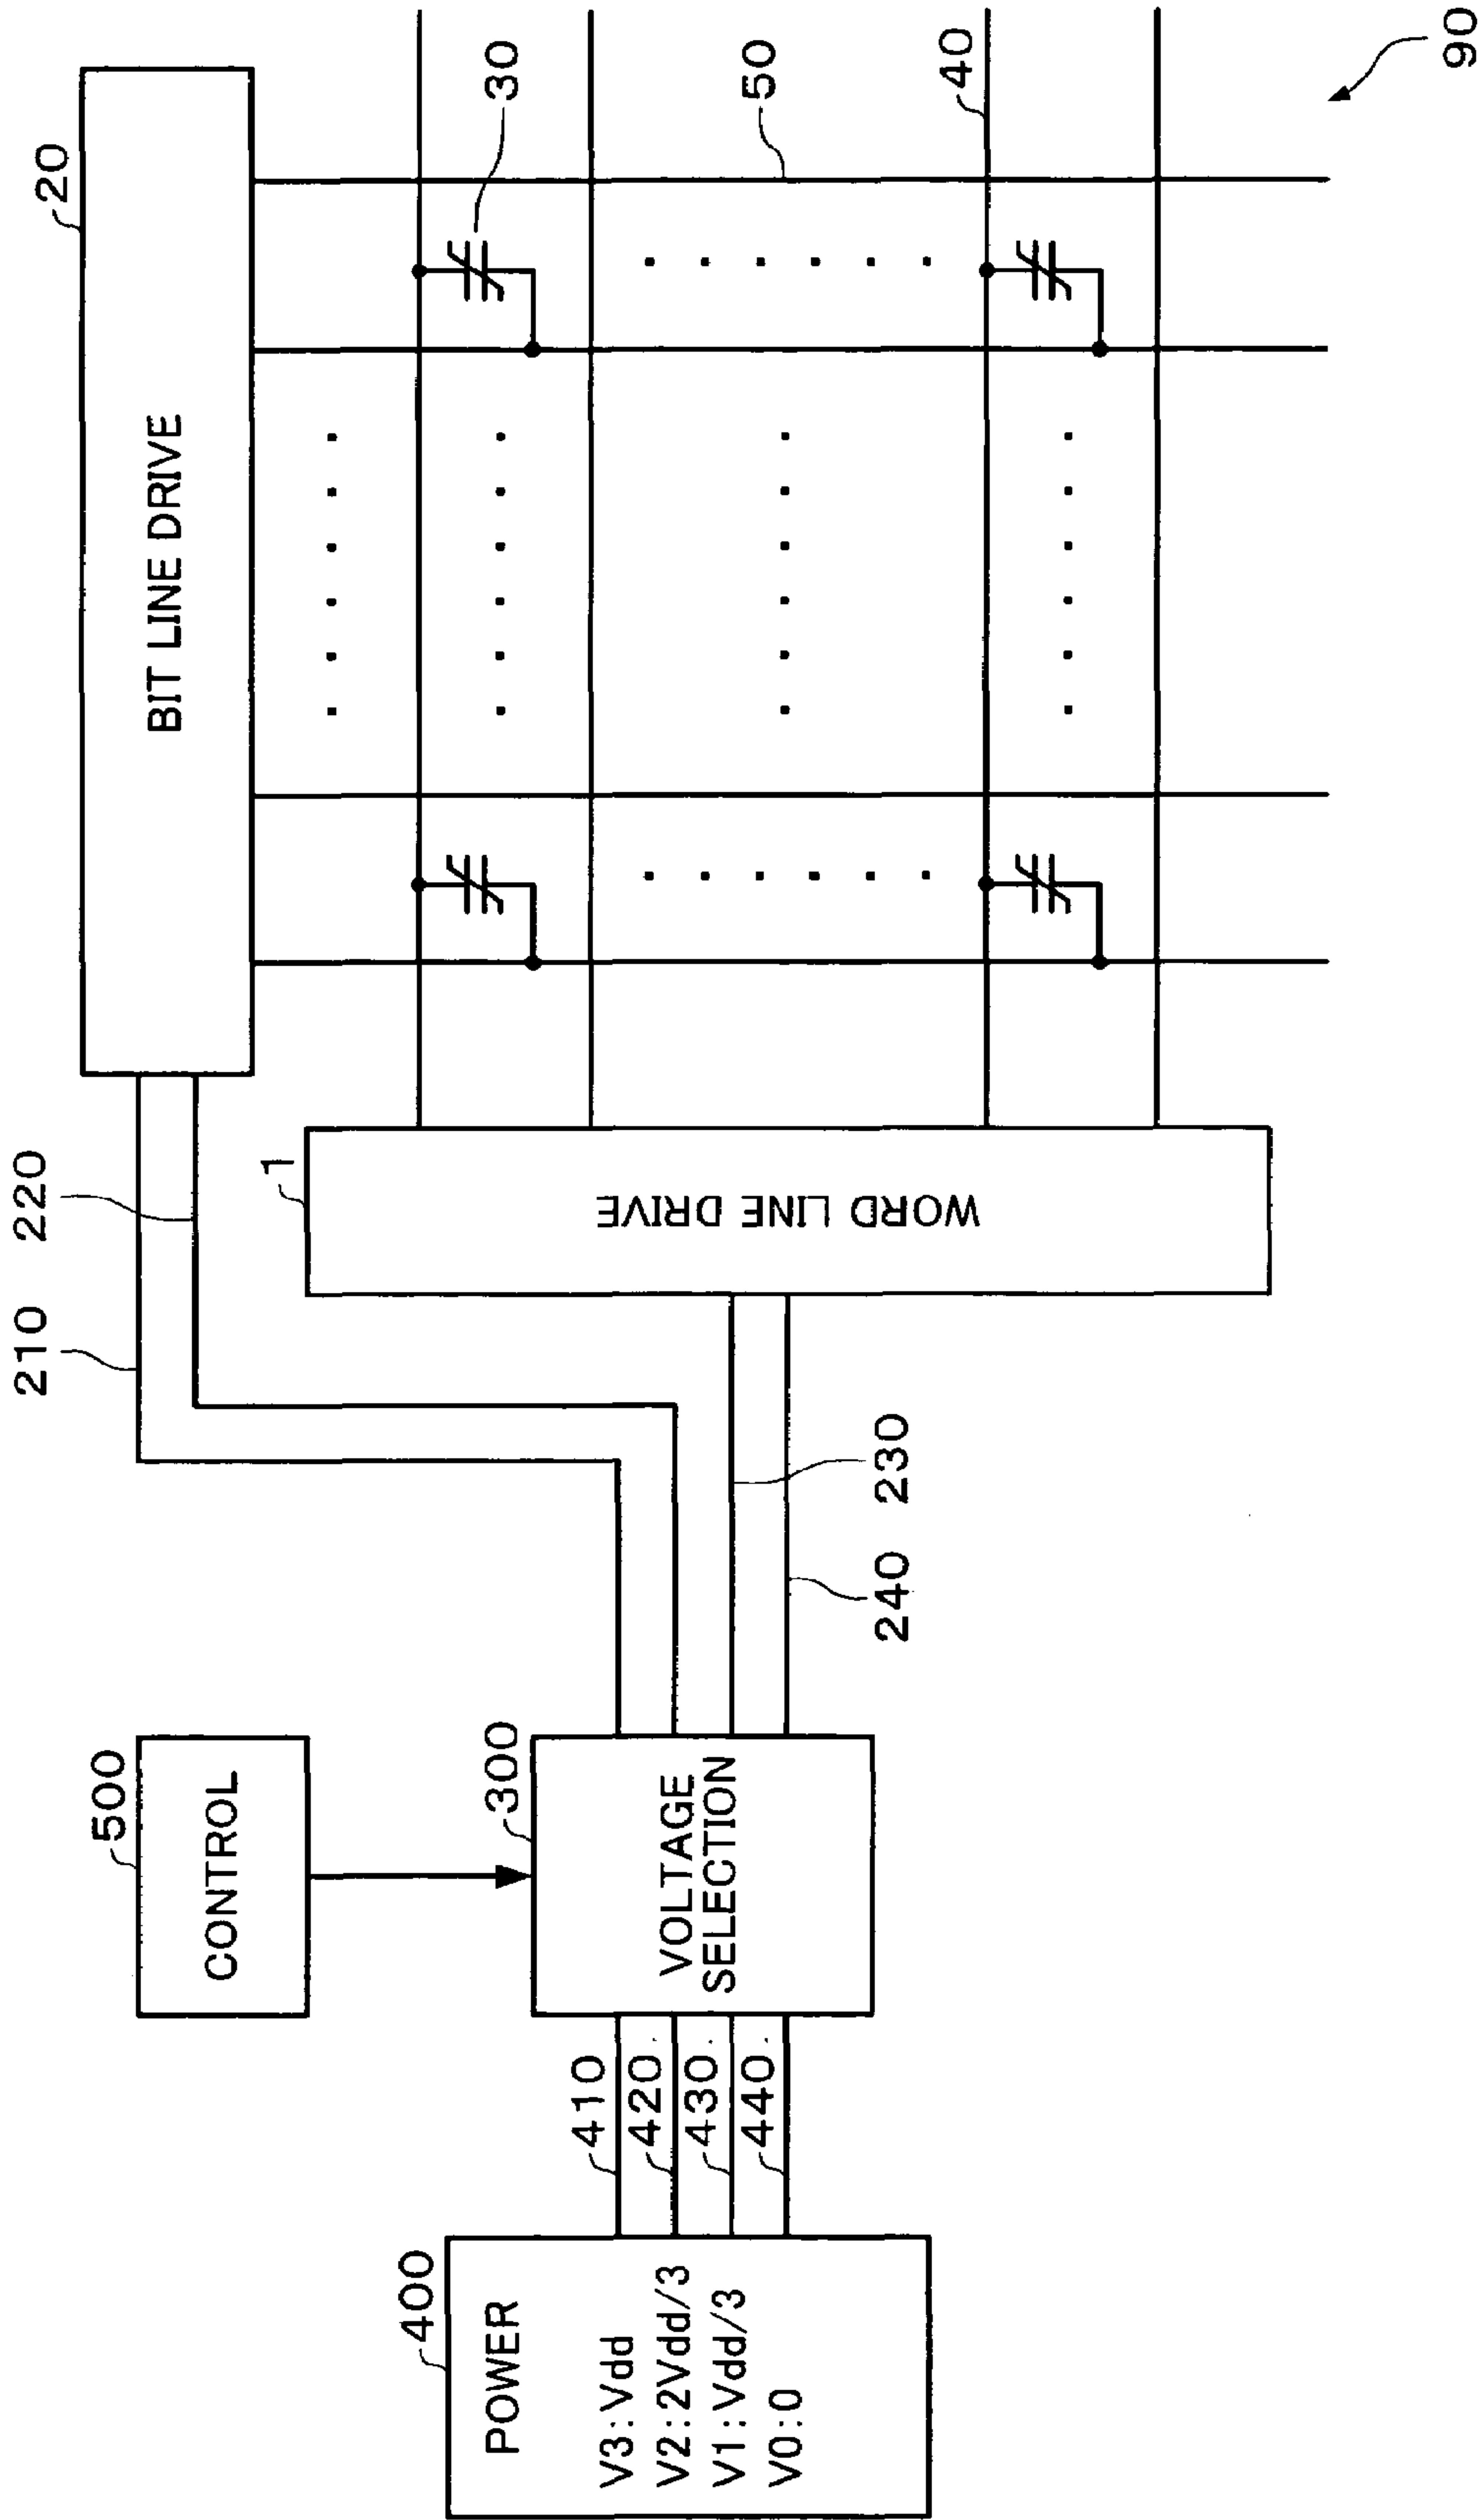 20
BIT LINE DRIVE
30
50
40
90
210
220
1
WORD LINE DRIVE
230
240
500
CONTROL
300
VOLTAGE
SELECTION
410
420
430
440
400
POWER
V3:Vdd
V2:2Vdd/3
V1:Vdd/3
V0:0